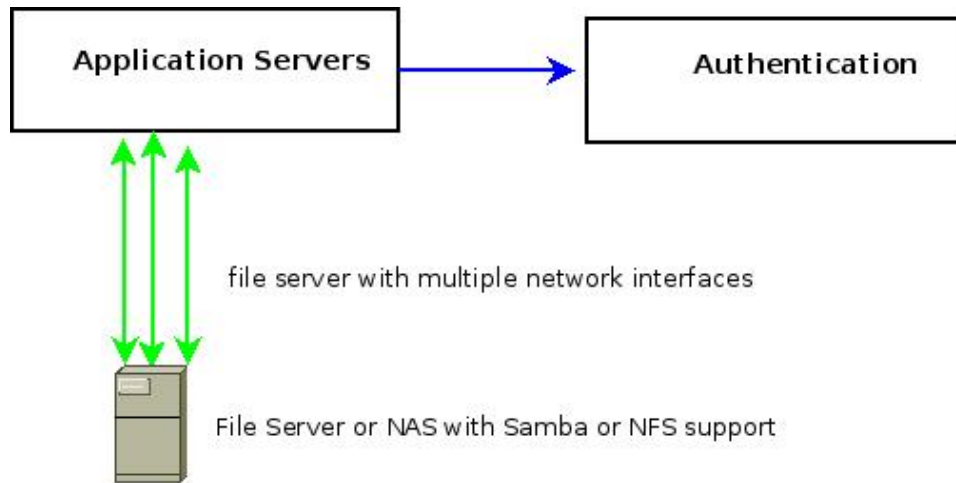 Application Servers
Authentication
file server with multiple network interfaces
File Server or NAS with Samba or NFS support